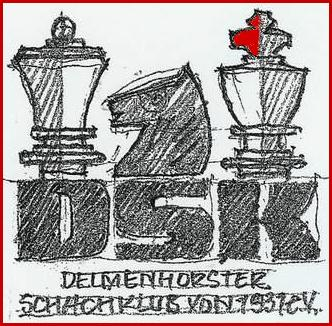 DSK
DELMENHORSTER
SCHACHKLUB VON 1931 e.V.